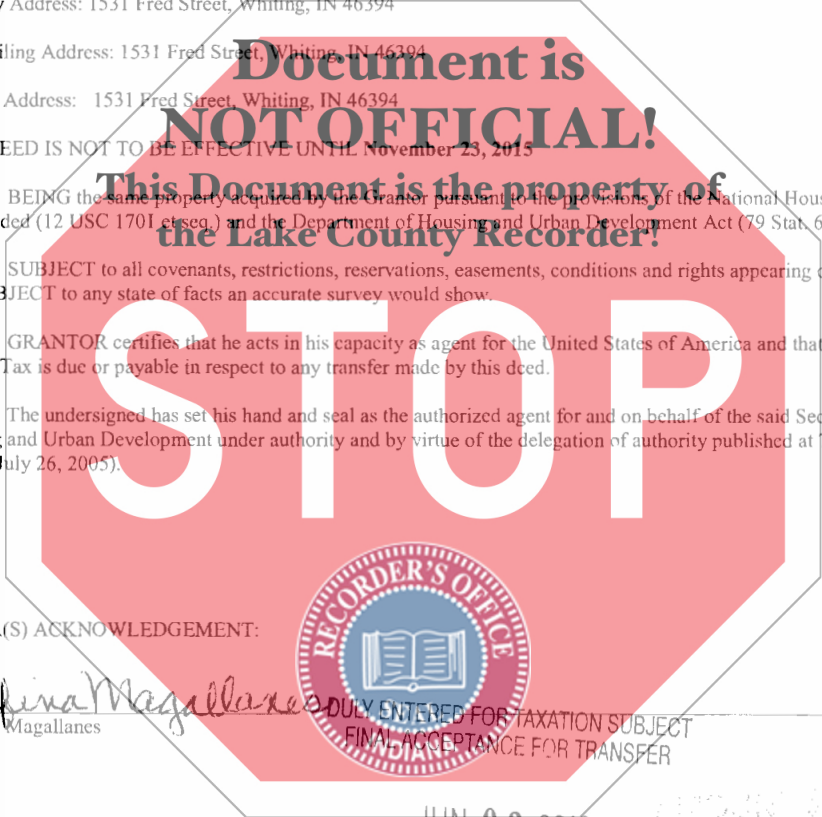 Address: 1531 Fred Street, Whiting, IN 46394
iling Address: 1531 Fred Street, Whiting, IN 46394
Address: 1531 Fred Street, Whiting, IN 46394
EED IS NOT TO BE EFFECTIVE UNTIL November 23, 2015
BEING the same property acquired by the Grantor pursuant to the provisions of the National Hous
ded (12 USC 1701 et seq.) and the Department of Housing and Urban Development Act (79 Stat. 6
SUBJECT to all covenants, restrictions, reservations, easements, conditions and rights appearing
BJECT to any state of facts an accurate survey would show.
GRANTOR certifies that he acts in his capacity as agent for the United States of America and that
Tax is due or payable in respect to any transfer made by this deed.
The undersigned has set his hand and seal as the authorized agent for and on behalf of the said Sec
and Urban Development under authority and by virtue of the delegation of authority published at
uly 26, 2005).
(S) ACKNOWLEDGEMENT:
Magallanes
Magallanes
Document is
NOT OFFICIAL!
This Document is the property of
the Lake County Recorder!
STOP
RECORDER'S OFFICE
INDIANA
DULY ENTERED FOR TAXATION SUBJECT
FINAL ACCEPTANCE FOR TRANSFER